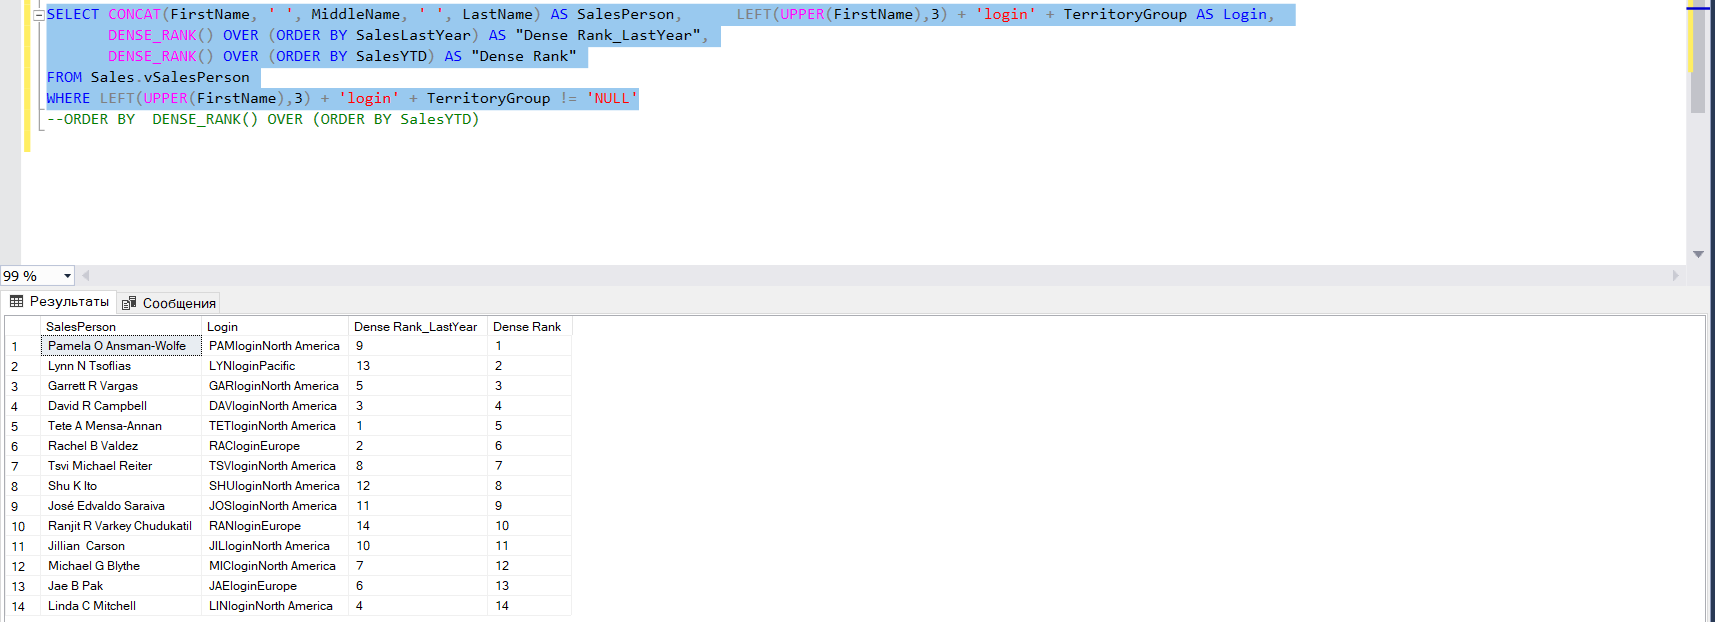 SELECT CONCAT(FirstName, ' ', MiddleName, ' ', LastName) AS SalesPerson,      LEFT(UPPER(FirstName),3) + 'login' + TerritoryGroup AS Login,
DENSE_RANK() OVER (ORDER BY SalesLastYear) AS "Dense Rank_LastYear",
DENSE_RANK() OVER (ORDER BY SalesYTD) AS "Dense Rank"
FROM Sales.vSalesPerson
WHERE LEFT(UPPER(FirstName),3) + 'login' + TerritoryGroup != 'NULL'
--ORDER BY  DENSE_RANK() OVER (ORDER BY SalesYTD)
99 %
Результаты Сообщения
SalesPerson Login Dense Rank_LastYear Dense Rank
1 Pamela O Ansman-Wolfe PAMloginNorth America 9 1
2 Lynn N Tsoflias LYNloginPacific 13 2
3 Garrett R Vargas GARloginNorth America 5 3
4 David R Campbell DAVloginNorth America 3 4
5 Tete A Mensa-Annan TETloginNorth America 1 5
6 Rachel B Valdez RACloginEurope 2 6
7 Tsvi Michael Reiter TSVloginNorth America 8 7
8 Shu K Ito SHUloginNorth America 12 8
9 José Edvaldo Saraiva JOSloginNorth America 11 9
10 Ranjit R Varkey Chudukatil RANloginEurope 14 10
11 Jillian  Carson JILloginNorth America 10 11
12 Michael G Blythe MICloginNorth America 7 12
13 Jae B Pak JAEloginEurope 6 13
14 Linda C Mitchell LINloginNorth America 4 14